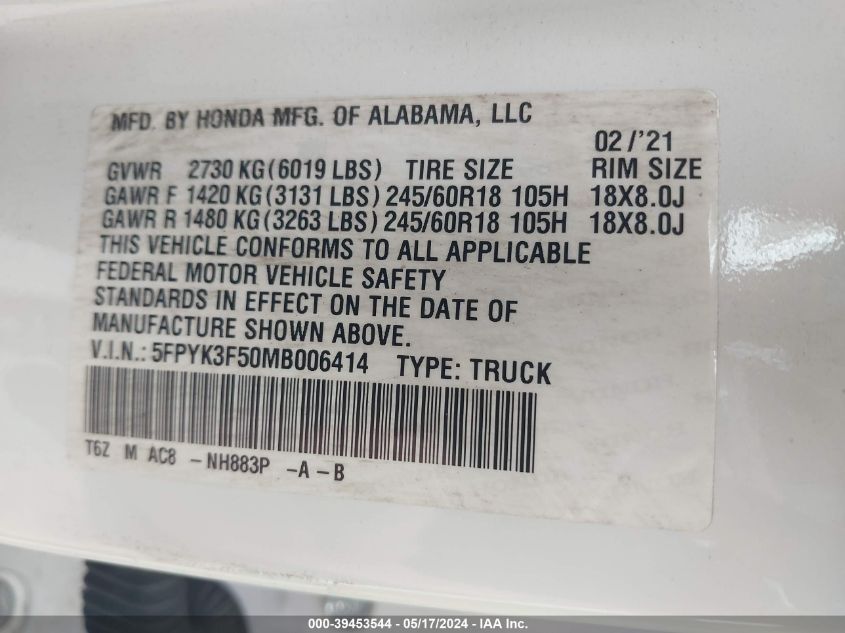 MFD. BY HONDA MFG. OF ALABAMA, LLC
02/'21
GVWR 2730 KG(6019 LBS) TIRE SIZE RIM SIZE
GAWR F 1420 KG(3131 LBS) 245/60R18 105H 18X8.0J
GAWR R 1480 KG(3263 LBS) 245/60R18 105H 18X8.0J
THIS VEHICLE CONFORMS TO ALL APPLICABLE
FEDERAL MOTOR VEHICLE SAFETY
STANDARDS IN EFFECT ON THE DATE OF
MANUFACTURE SHOWN ABOVE.
V.I.N.: 5FPYK3F50MB006414 TYPE: TRUCK
T6Z M AC8 -NH883P -A-B
000-39453544 - 05/17/2024 - IAA Inc.